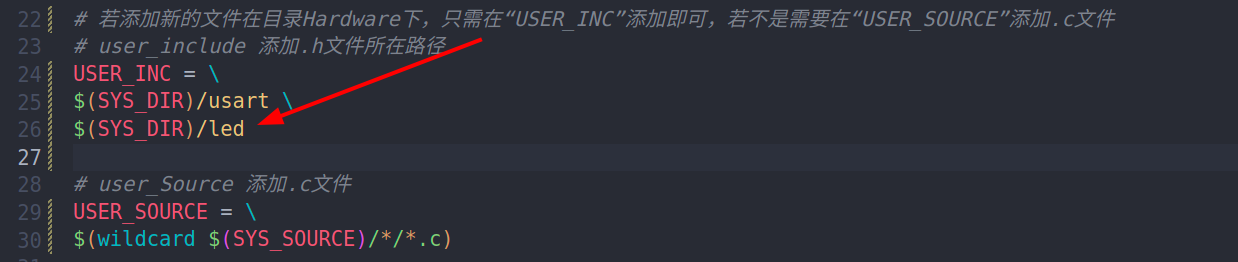 22 # 若添加新的文件在目录Hardware下，只需在“USER_INC”添加即可，若不是需要在“USER_SOURCE”添加.c文件
23 # user_include 添加.h文件所在路径
24 USER_INC = \
25 $(SYS_DIR)/usart \
26 $(SYS_DIR)/led
27
28 # user_Source 添加.c文件
29 USER_SOURCE = \
30 $(wildcard $(SYS_SOURCE)/*/*.c)